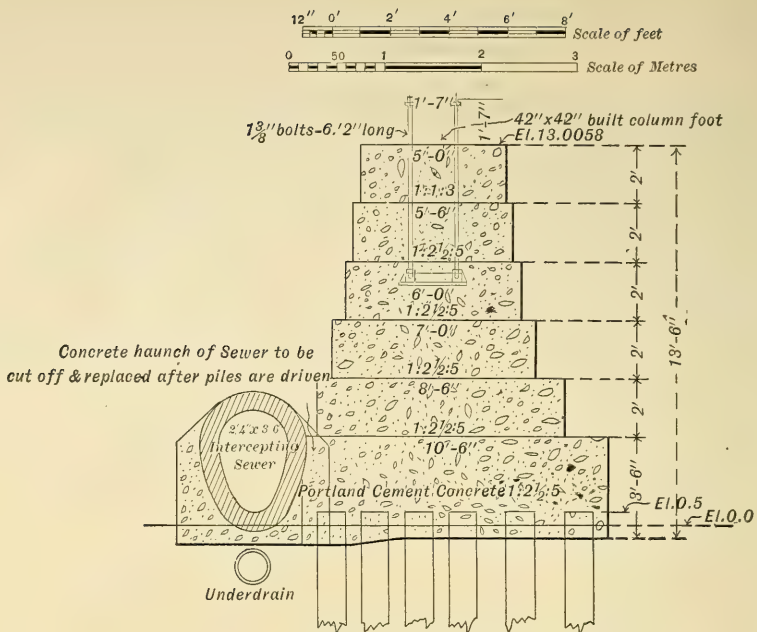 12" 0' 2' 4' 6' 8' Scale of feet
0 50 1 2 3 Scale of Metres
1'-7"
1'-7"
1 3/8" bolts-6.'2" long
42"x42" built column foot
El.13.0058
5'-0"
1:1:3
2'
5'-6"
1:2½:5
2'
6'-0"
1:2½:5
2'
7'-0"
1:2½:5
2'
13'-6"
Concrete haunch of Sewer to be
cut off & replaced after piles are driven
8'-6"
1:2½:5
2'
2'4"x3'6"
Intercepting
Sewer
10'-6"
Portland Cement Concrete 1:2½:5
3'-6"
El.0.5
El.0.0
Underdrain